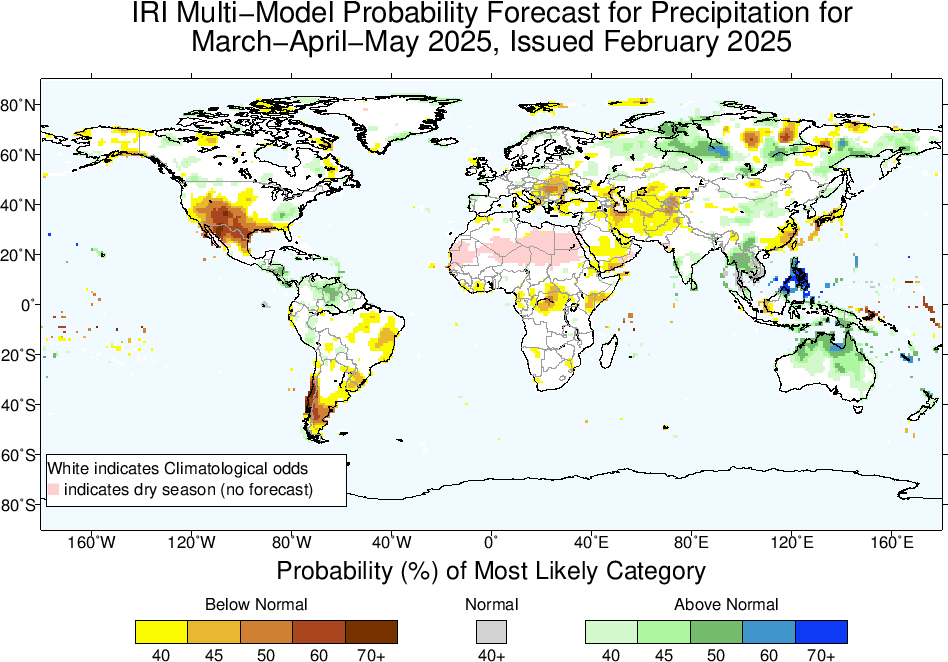 IRI Multi−Model Probability Forecast for Precipitation for
March−April−May 2025, Issued February 2025
80˚N
60˚N
40˚N
20˚N
0˚
20˚S
40˚S
60˚S
80˚S
White indicates Climatological odds
indicates dry season (no forecast)
160˚W 120˚W 80˚W 40˚W 0˚ 40˚E 80˚E 120˚E 160˚E
Probability (%) of Most Likely Category
Below Normal Normal Above Normal
40 45 50 60 70+ 40+ 40 45 50 60 70+